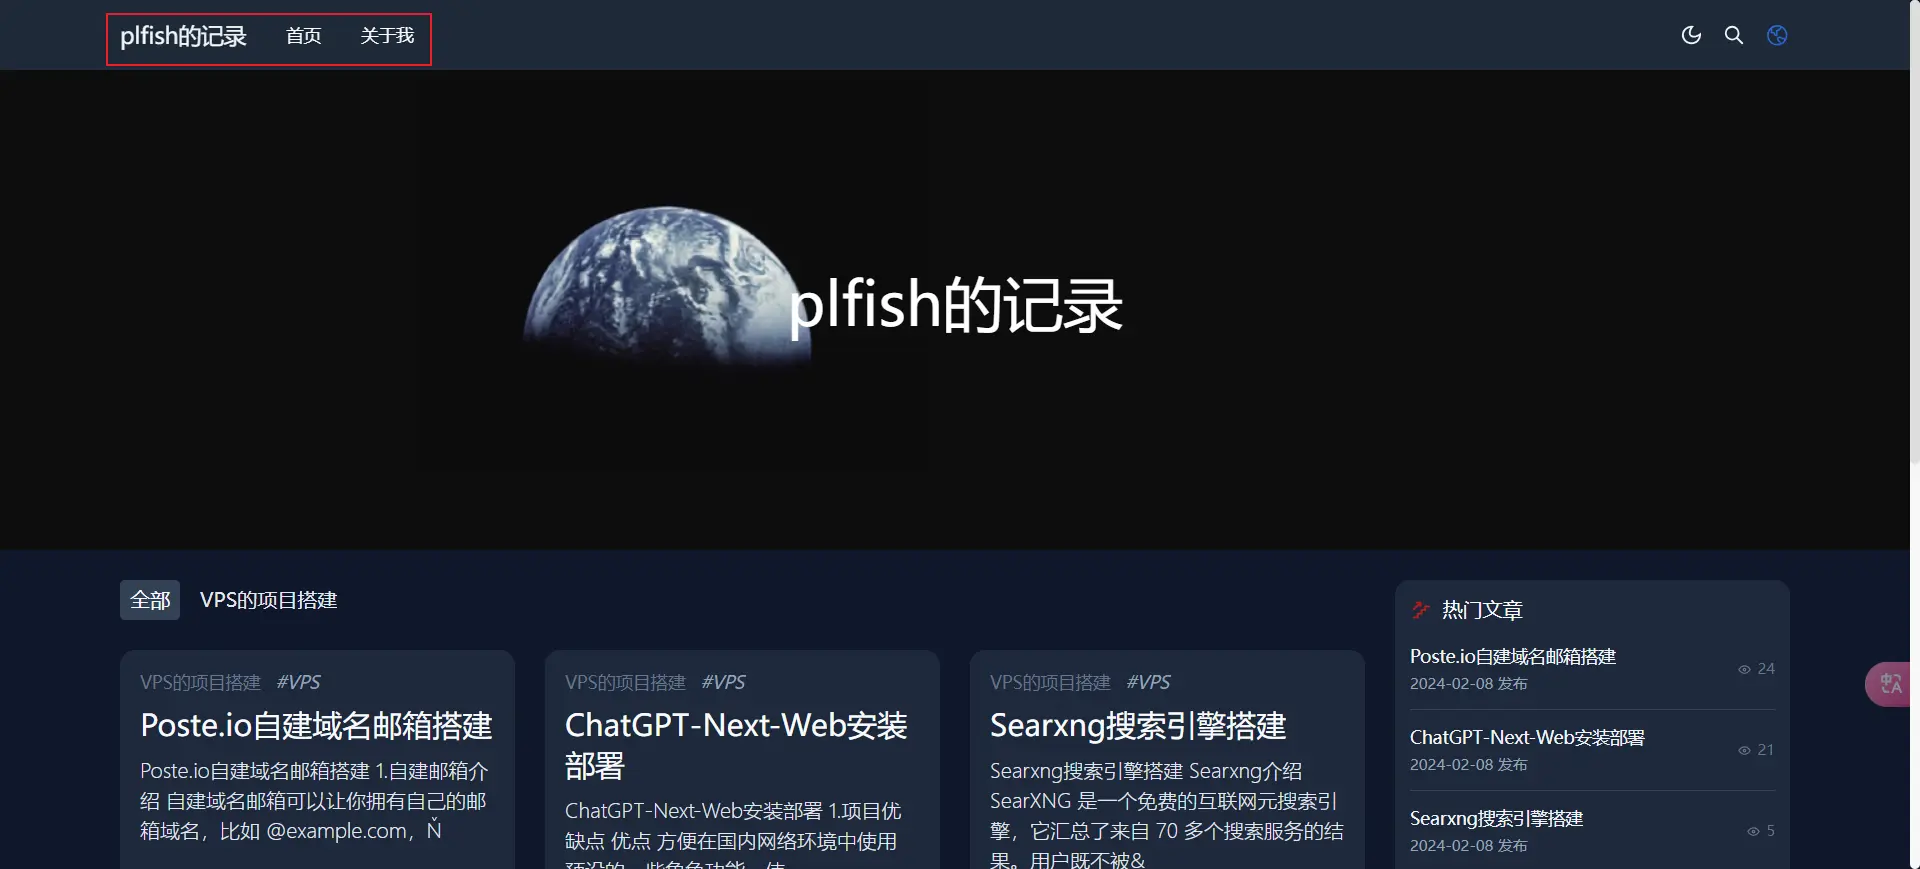 plfish的记录 首页 关于我
plfish的记录
全部 VPS的项目搭建
VPS的项目搭建 #VPS
Poste.io自建域名邮箱搭建
Poste.io自建域名邮箱搭建 1.自建邮箱介
绍 自建域名邮箱可以让你拥有自己的邮
箱域名，比如 @example.com，Ň
VPS的项目搭建 #VPS
ChatGPT-Next-Web安装
部署
ChatGPT-Next-Web安装部署 1.项目优
缺点 优点 方便在国内网络环境中使用
VPS的项目搭建 #VPS
Searxng搜索引擎搭建
Searxng搜索引擎搭建 Searxng介绍
SearXNG 是一个免费的互联网元搜索引
擎，它汇总了来自 70 多个搜索服务的结
果。用户既不被&
热门文章
Poste.io自建域名邮箱搭建
2024-02-08 发布
24
ChatGPT-Next-Web安装部署
2024-02-08 发布
21
Searxng搜索引擎搭建
2024-02-08 发布
5